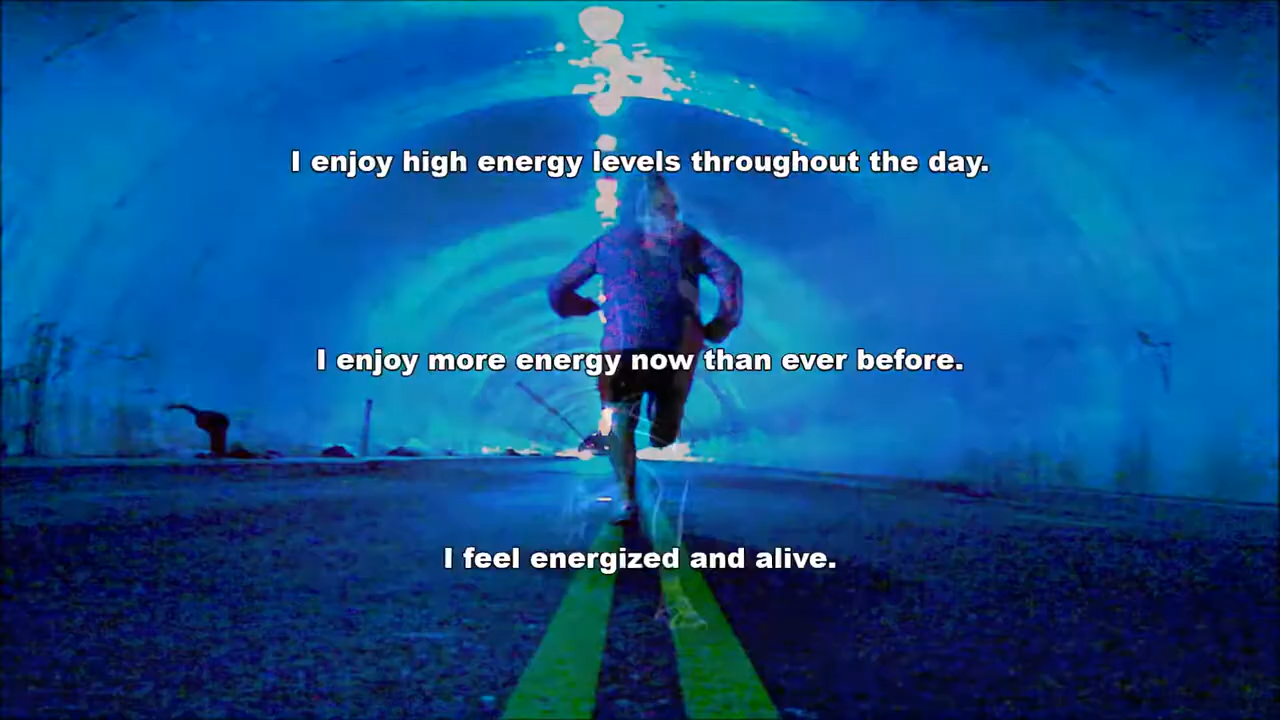 I enjoy high energy levels throughout the day.
I enjoy more energy now than ever before.
I feel energized and alive.